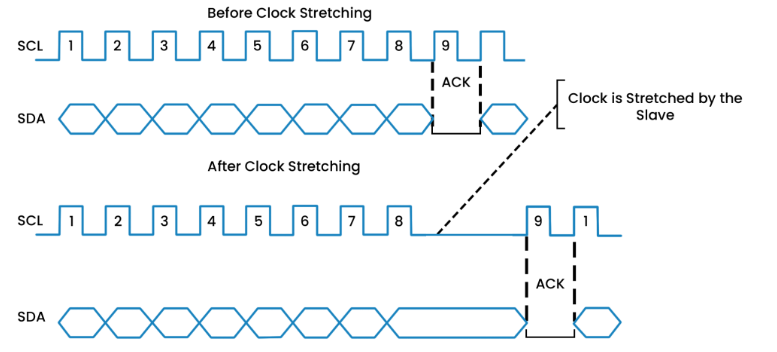 Before Clock Stretching
SCL 1 2 3 4 5 6 7 8 9
ACK
SDA
Clock is Stretched by the
Slave
After Clock Stretching
SCL 1 2 3 4 5 6 7 8 9 1
ACK
SDA